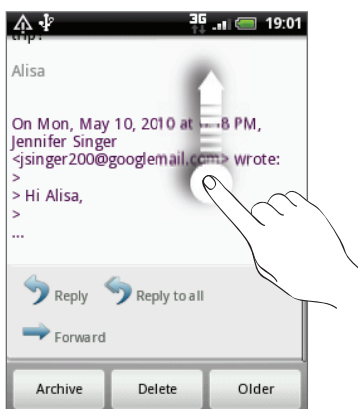 3G 19:01
trip?
Alisa
On Mon, May 10, 2010 at 8 PM,
Jennifer Singer
<jsinger200@googlemail.com> wrote:
>
> Hi Alisa,
>
...
Reply Reply to all
Forward
Archive Delete Older